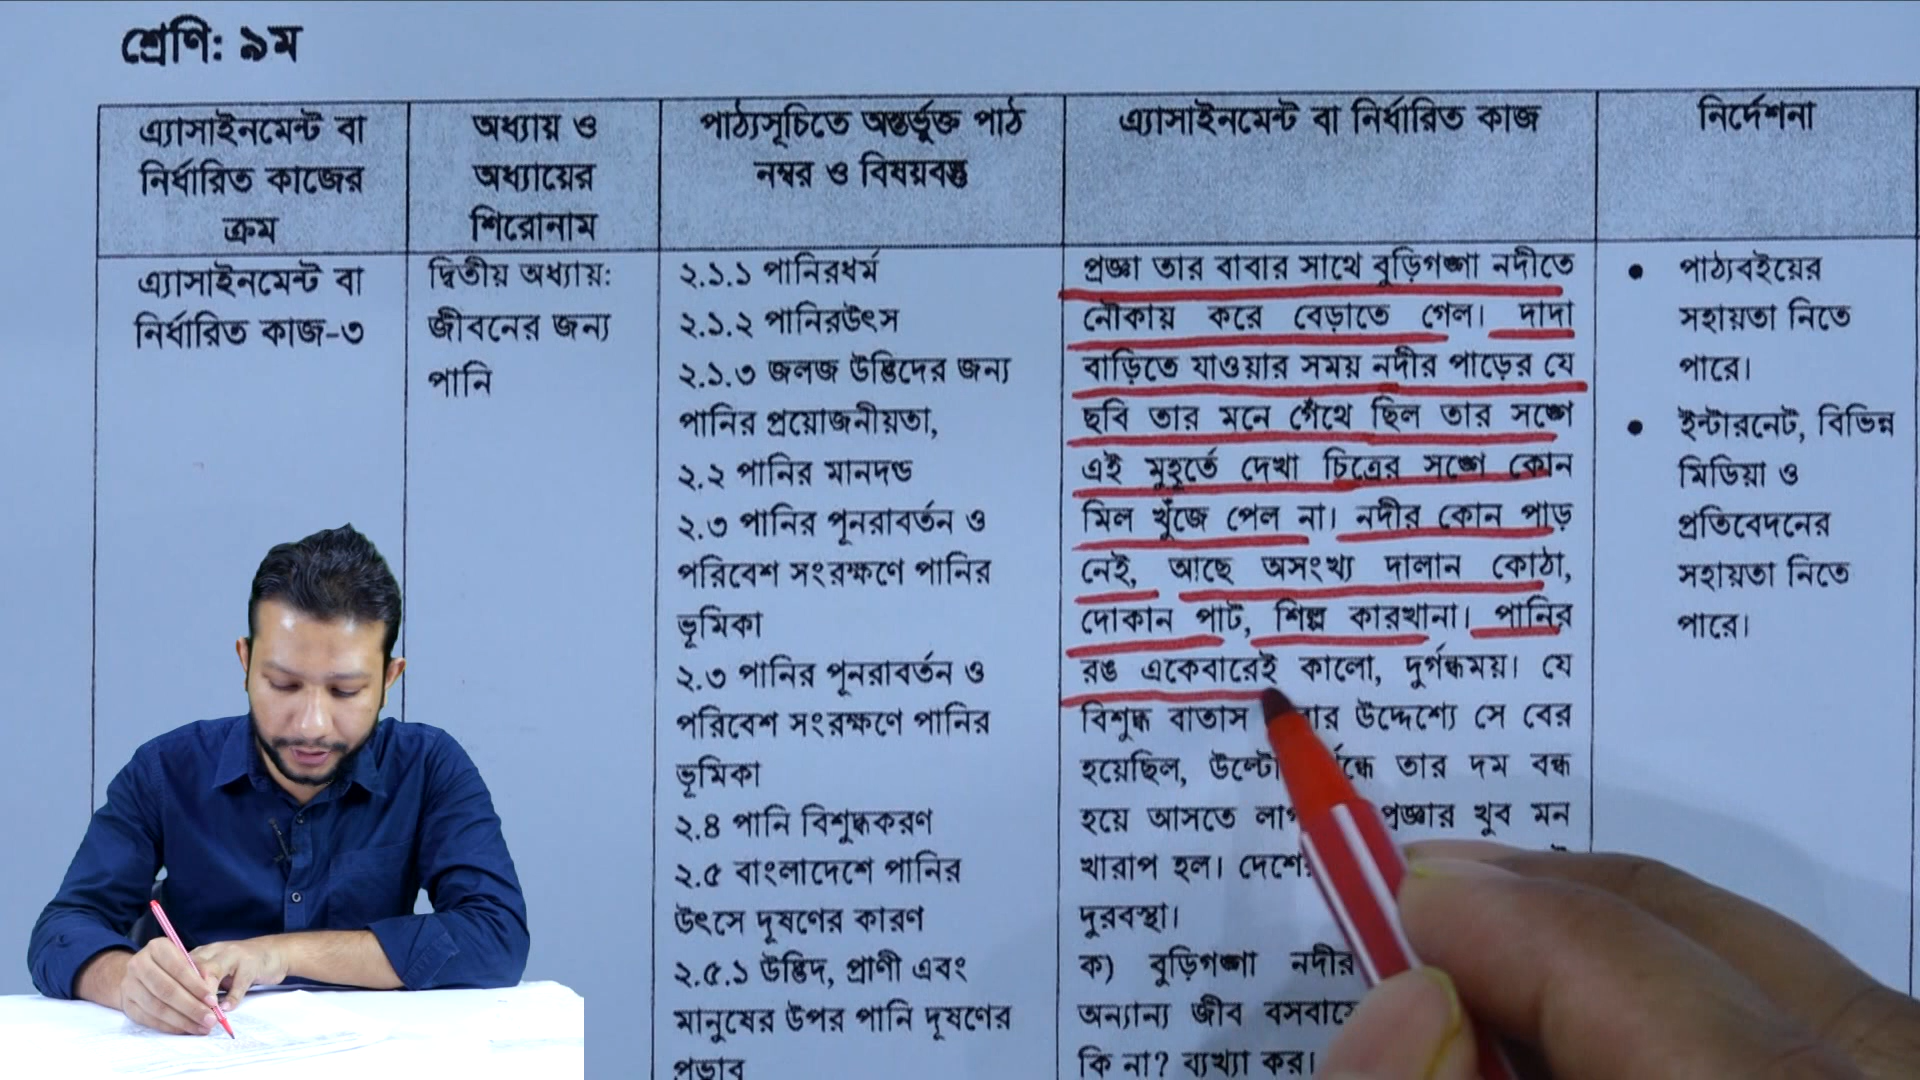 শ্রেণি: ৯ম
এ্যাসাইনমেন্ট বা
নির্ধারিত কাজের
ক্রম
অধ্যায় ও
অধ্যায়ের
শিরোনাম
পাঠ্যসূচিতে অন্তর্ভুক্ত পাঠ
নম্বর ও বিষয়বস্তু
এ্যাসাইনমেন্ট বা নির্ধারিত কাজ
নির্দেশনা
এ্যাসাইনমেন্ট বা
নির্ধারিত কাজ-৩
দ্বিতীয় অধ্যায়:
জীবনের জন্য
পানি
২.১.১ পানিরধর্ম
২.১.২ পানিরউৎস
২.১.৩ জলজ উদ্ভিদের জন্য
পানির প্রয়োজনীয়তা,
২.২ পানির মানদন্ড
২.৩ পানির পূনরাবর্তন ও
পরিবেশ সংরক্ষণে পানির
ভূমিকা
২.৩ পানির পূনরাবর্তন ও
পরিবেশ সংরক্ষণে পানির
ভূমিকা
২.৪ পানি বিশুদ্ধকরণ
২.৫ বাংলাদেশে পানির
উৎসে দূষণের কারণ
২.৫.১ উদ্ভিদ, প্রাণী এবং
মানুষের উপর পানি দূষণের
প্রভাব
প্রজ্ঞা তার বাবার সাথে বুড়িগঙ্গা নদীতে
নৌকায় করে বেড়াতে গেল। দাদা
বাড়িতে যাওয়ার সময় নদীর পাড়ের যে
ছবি তার মনে গেঁথে ছিল তার সঙ্গে
এই মুহূর্তে দেখা চিত্রের সঙ্গে কোন
মিল খুঁজে পেল না। নদীর কোন পাড়
নেই, আছে অসংখ্য দালান কোঠা,
দোকান পাট, শিল্প কারখানা। পানির
রঙ একেবারেই কালো, দুর্গন্ধময়। যে
বিশুদ্ধ বাতাস উদ্দেশ্যে সে বের
হয়েছিল, উল্টো তার দম বন্ধ
হয়ে আসতে প্রজ্ঞার খুব মন
খারাপ হল।
দুরবস্থা।
ক) বুড়িগঙ্গা নদীর
অন্যান্য জীব
কি না? ব্যখ্যা কর।
• পাঠ্যবইয়ের
সহায়তা নিতে
পারে।
• ইন্টারনেট, বিভিন্ন
মিডিয়া ও
প্রতিবেদনের
সহায়তা নিতে
পারে।